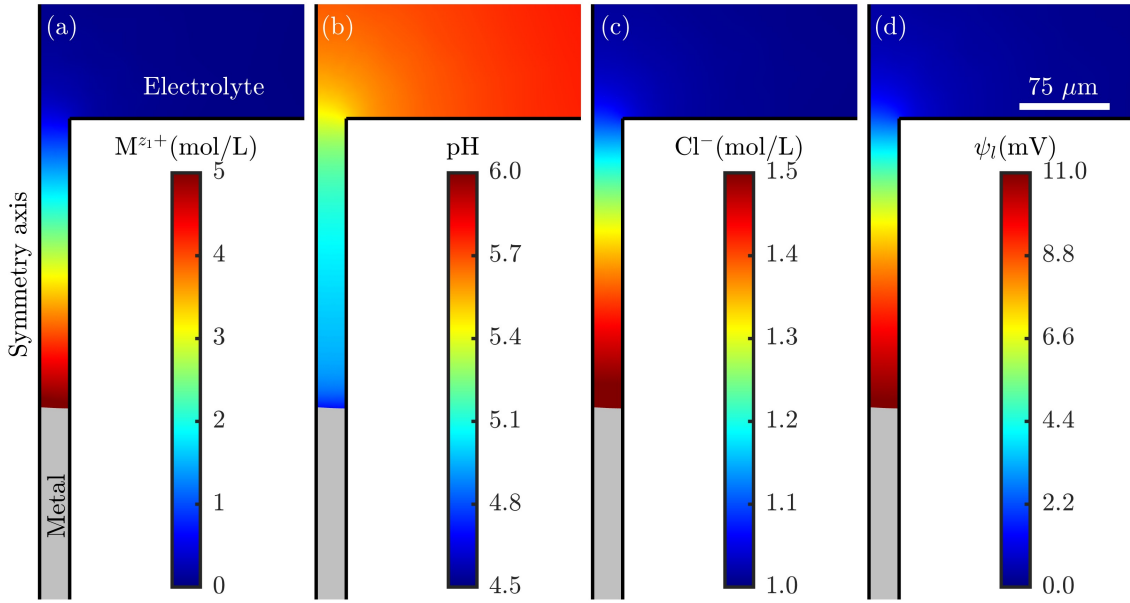 (a)
Electrolyte
M^{z_1+}(mol/L)
5
4
3
2
1
0
Symmetry axis
Metal
(b)
pH
6.0
5.7
5.4
5.1
4.8
4.5
(c)
Cl⁻(mol/L)
1.5
1.4
1.3
1.2
1.1
1.0
(d)
75 μm
ψ_l(mV)
11.0
8.8
6.6
4.4
2.2
0.0